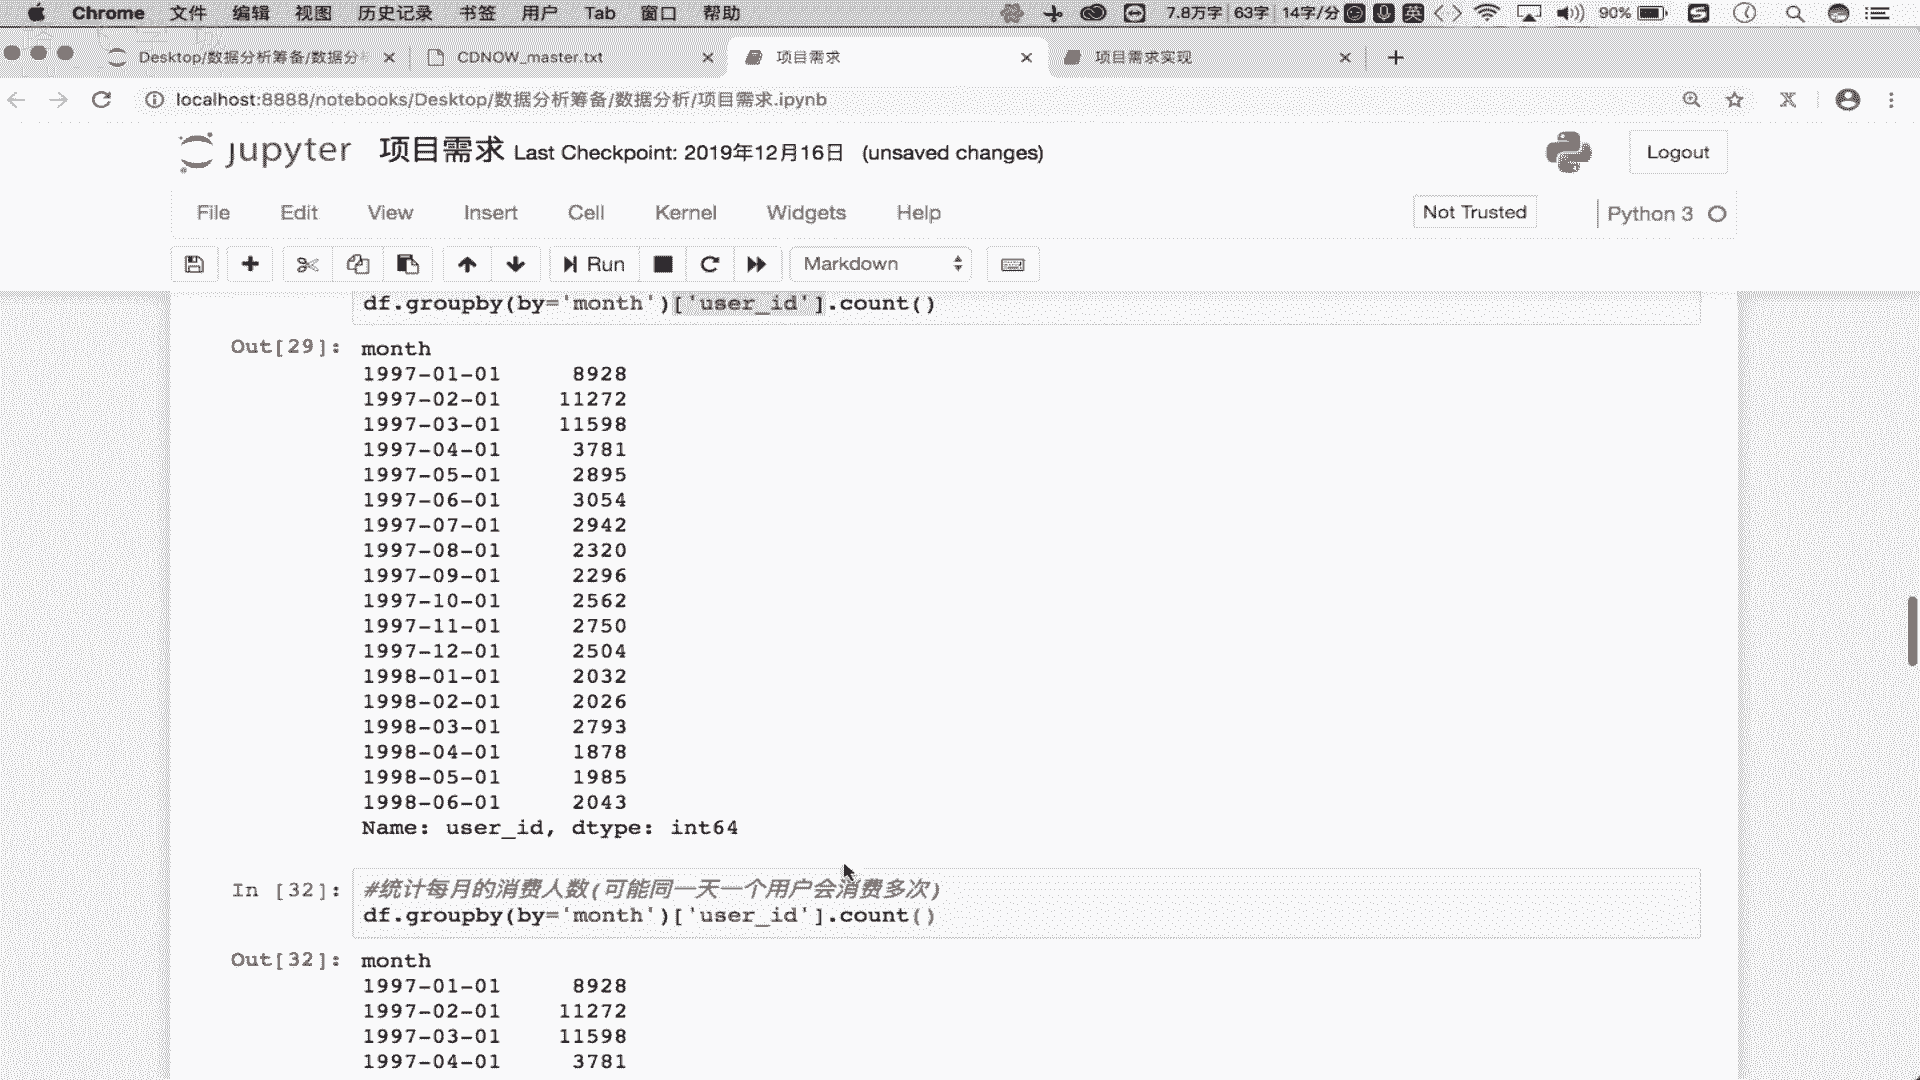 Chrome 文件 编辑 视图 历史记录 书签 用户 Tab 窗口 帮助 7.8万字 63字 14字/分 英 90%
Desktop/数据分析筹备/数据分 CDNOW_master.txt 项目需求 项目需求实现
localhost:8888/notebooks/Desktop/数据分析筹备/数据分析/项目需求.ipynb
jupyter 项目需求 Last Checkpoint: 2019年12月16日 (unsaved changes) Logout
File Edit View Insert Cell Kernel Widgets Help Not Trusted Python 3
Run Markdown
df.groupby(by='month')['user_id'].count()
Out[29]: month
1997-01-01 8928
1997-02-01 11272
1997-03-01 11598
1997-04-01 3781
1997-05-01 2895
1997-06-01 3054
1997-07-01 2942
1997-08-01 2320
1997-09-01 2296
1997-10-01 2562
1997-11-01 2750
1997-12-01 2504
1998-01-01 2032
1998-02-01 2026
1998-03-01 2793
1998-04-01 1878
1998-05-01 1985
1998-06-01 2043
Name: user_id, dtype: int64
In [32]: #统计每月的消费人数(可能同一天一个用户会消费多次)
df.groupby(by='month')['user_id'].count()
Out[32]: month
1997-01-01 8928
1997-02-01 11272
1997-03-01 11598
1997-04-01 3781